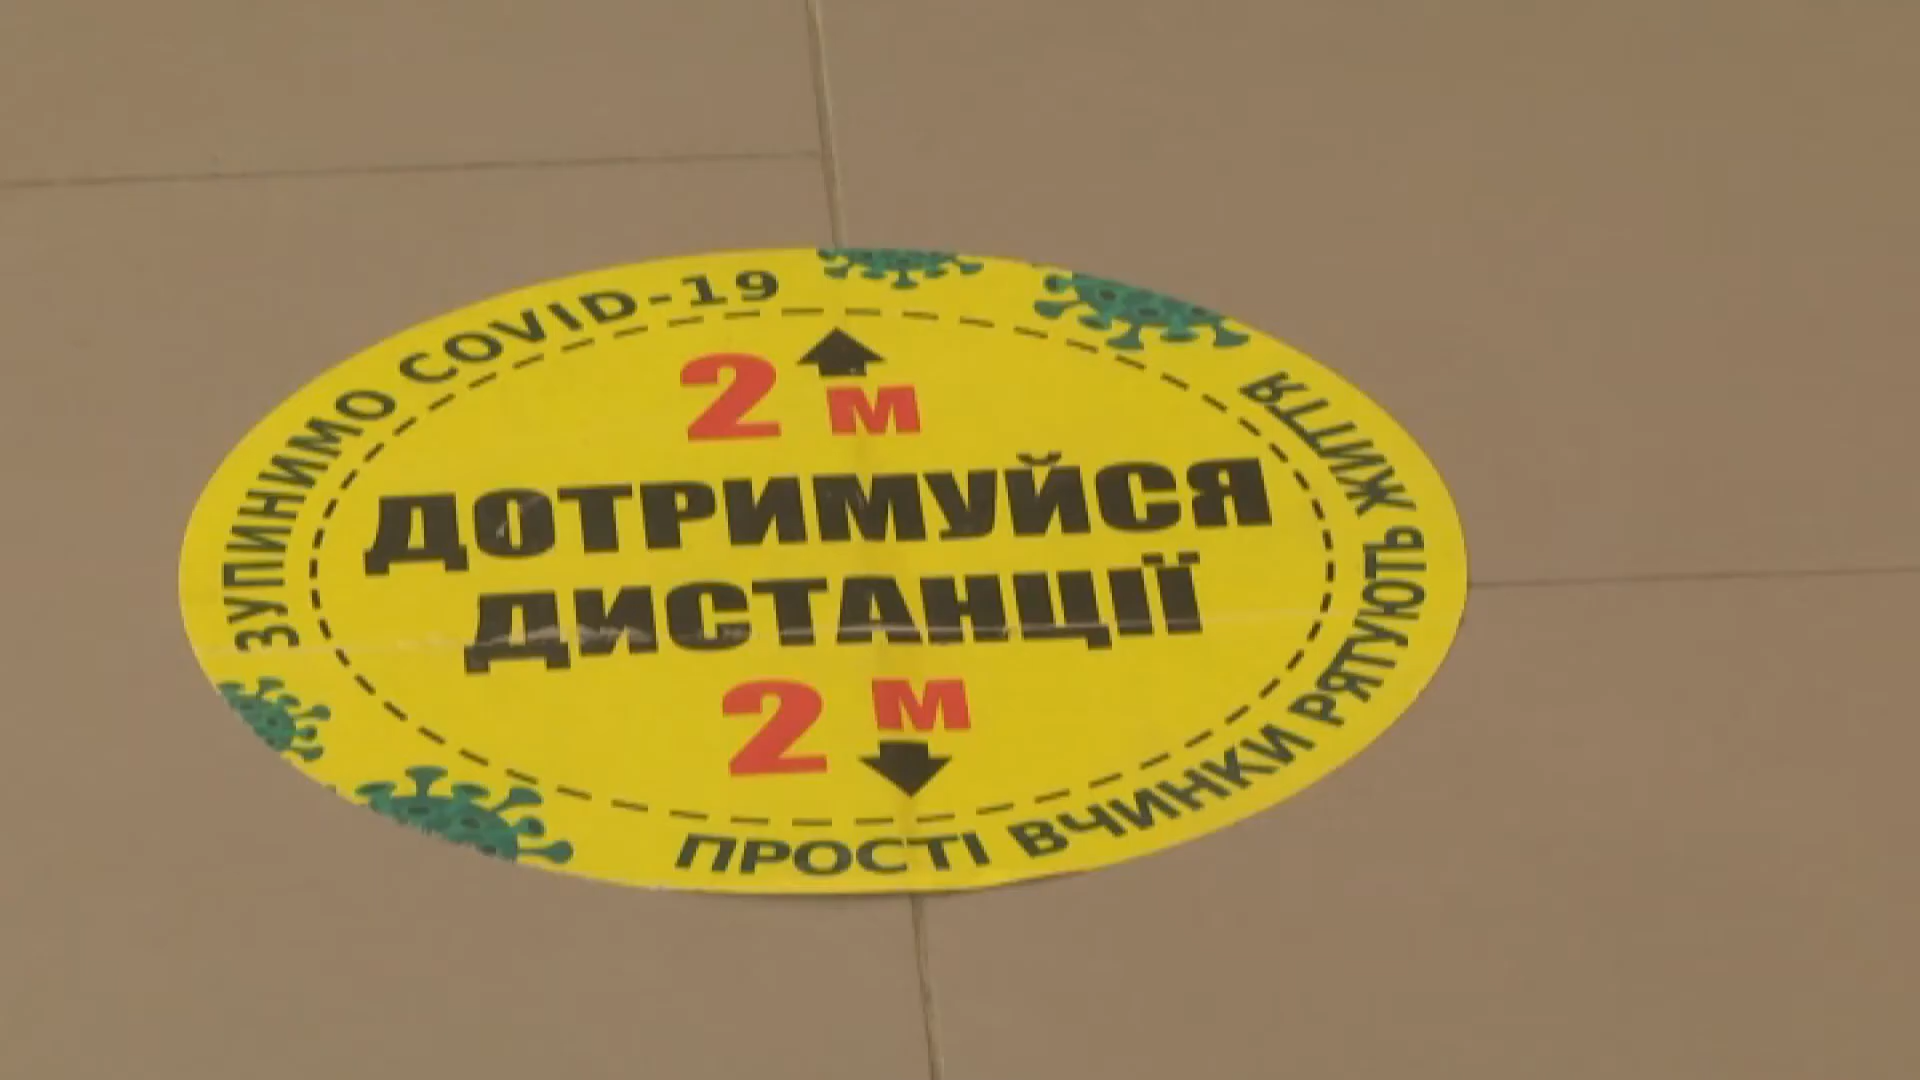 ЗУПИНИМО COVID-19
2 м
ДОТРИМУЙСЯ
ДИСТАНЦІЇ
2 м
ПРОСТІ ВЧИНКИ РЯТУЮТЬ ЖИТТЯ